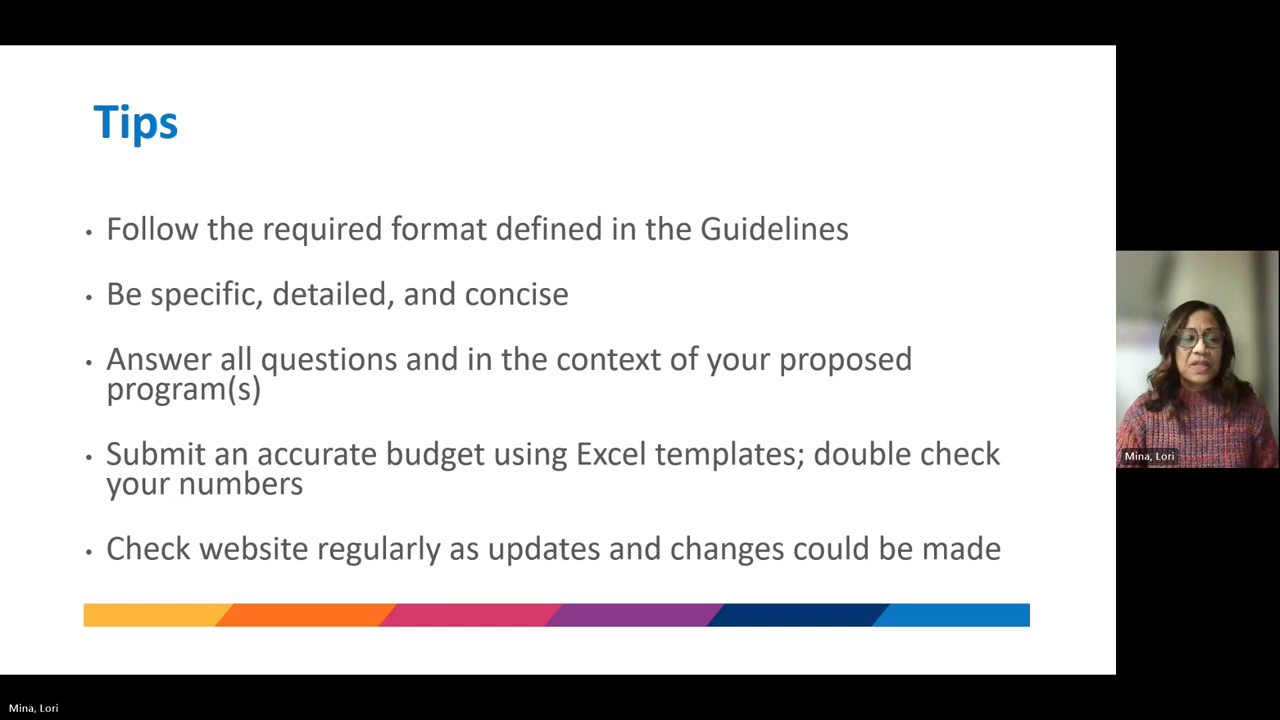 Tips
• Follow the required format defined in the Guidelines
• Be specific, detailed, and concise
• Answer all questions and in the context of your proposed
program(s)
• Submit an accurate budget using Excel templates; double check
your numbers
• Check website regularly as updates and changes could be made
Mina, Lori
Mina, Lori